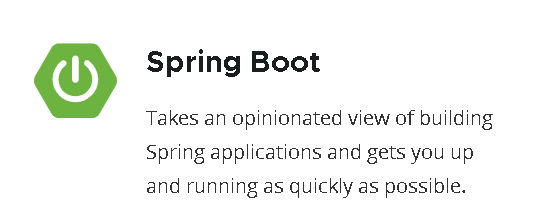 Spring Boot
Takes an opinionated view of building
Spring applications and gets you up
and running as quickly as possible.